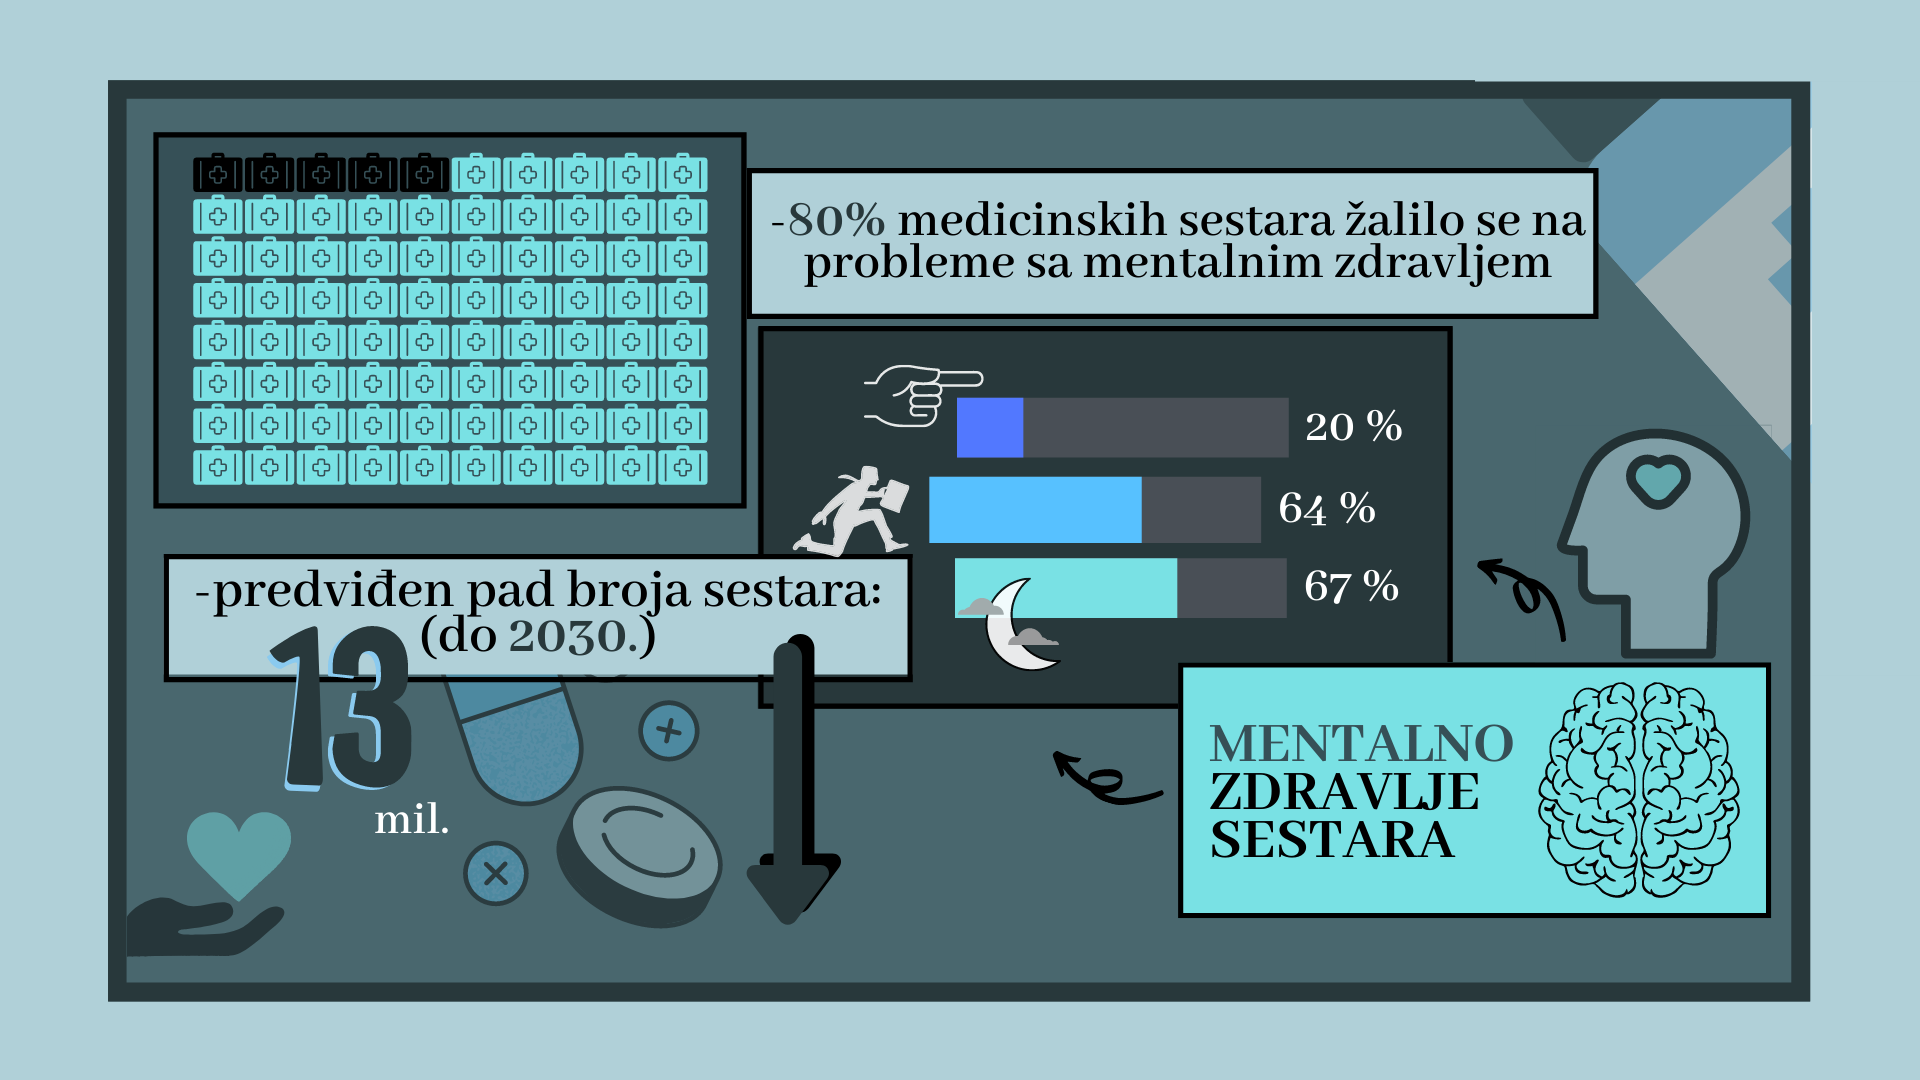 -80% medicinskih sestara žalilo se na
probleme sa mentalnim zdravljem
20 %
64 %
67 %
-predviđen pad broja sestara:
(do 2030.)
13
mil.
MENTALNO
ZDRAVLJE
SESTARA